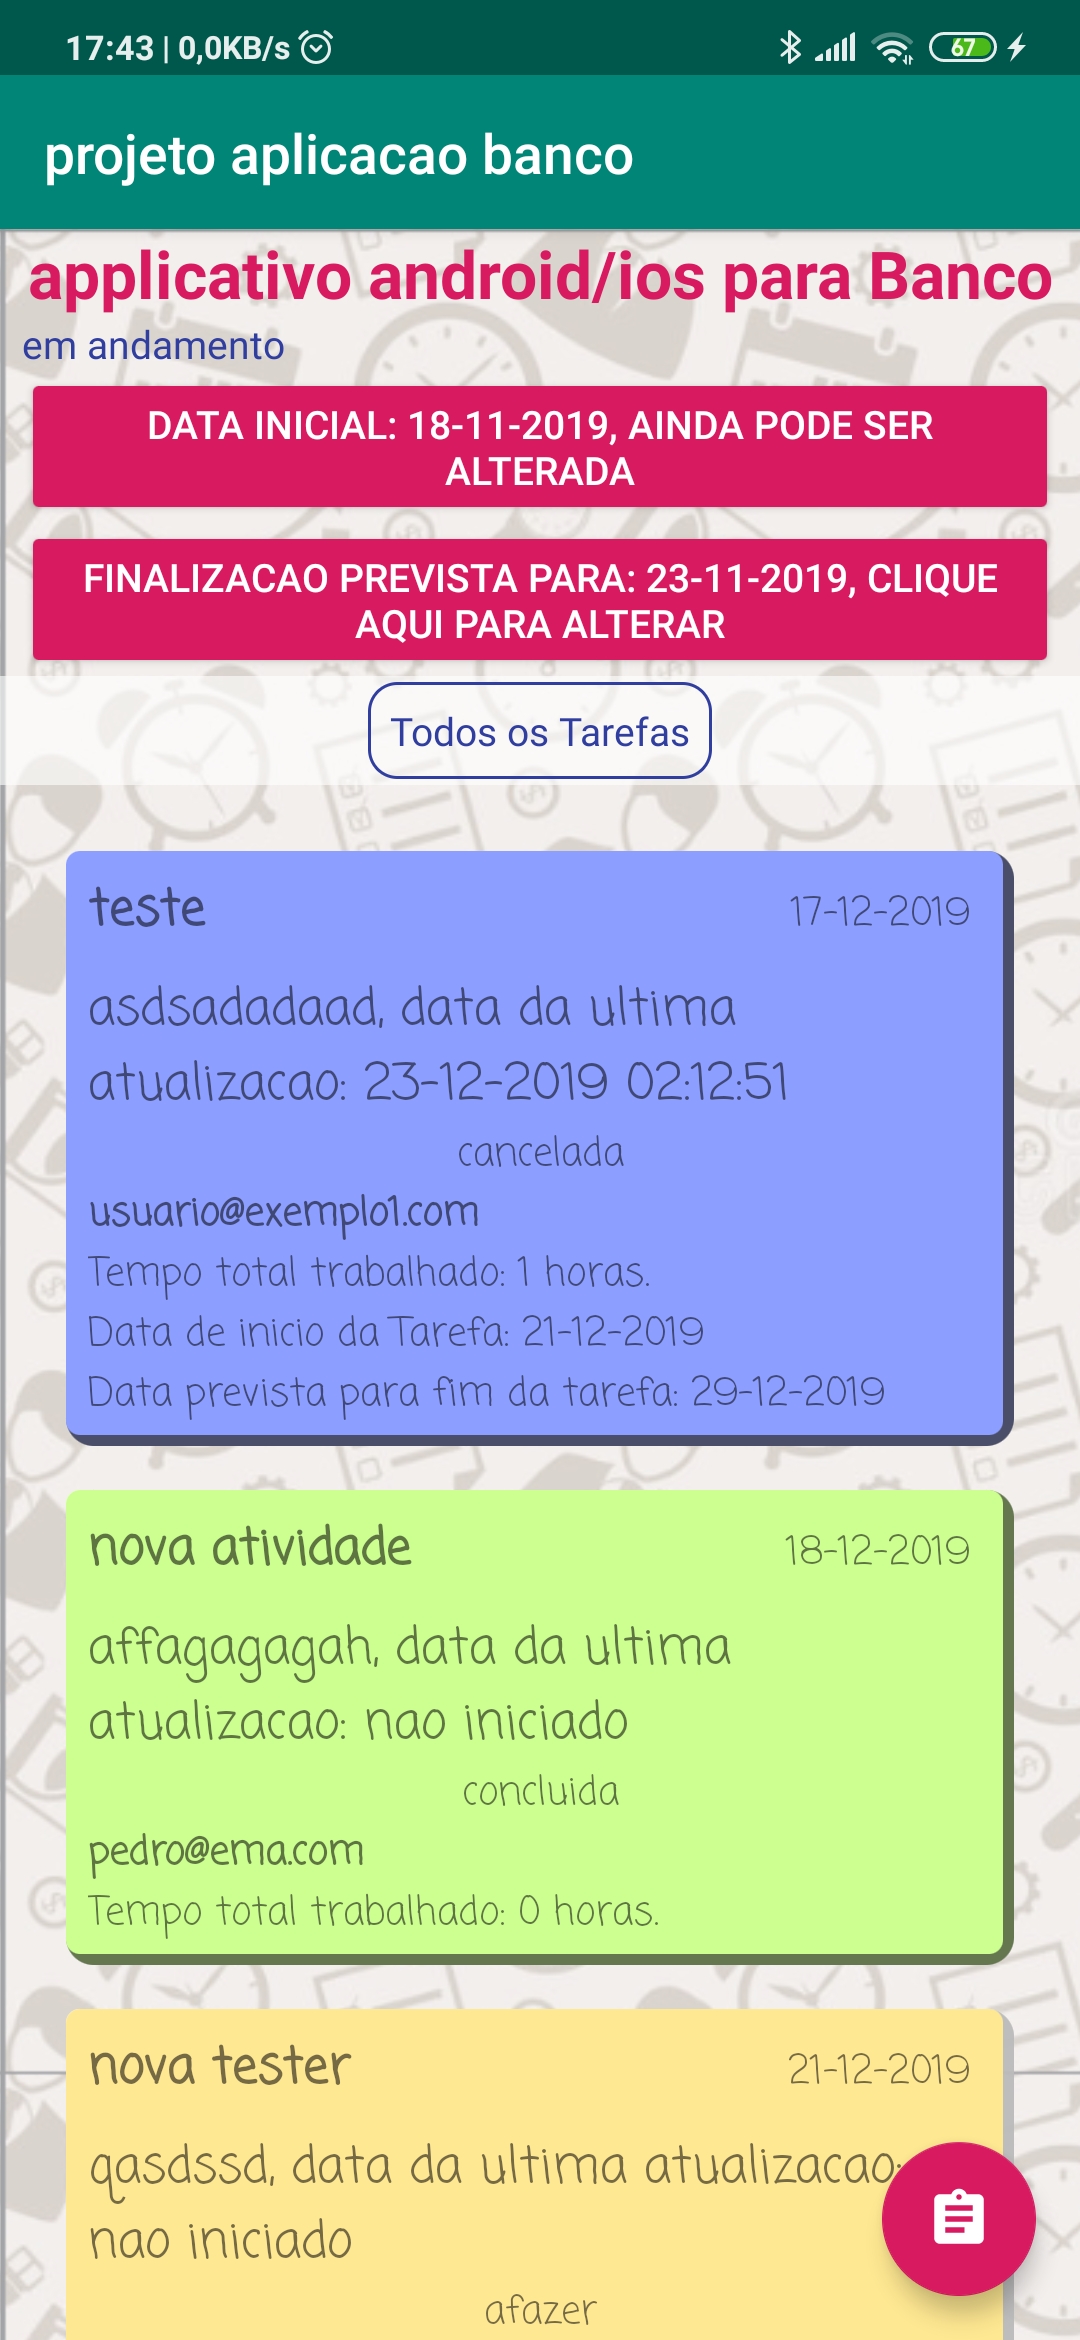 17:43 | 0,0KB/s
67
projeto aplicacao banco
applicativo android/ios para Banco
em andamento
DATA INICIAL: 18-11-2019, AINDA PODE SER
ALTERADA
FINALIZACAO PREVISTA PARA: 23-11-2019, CLIQUE
AQUI PARA ALTERAR
Todos os Tarefas
teste
17-12-2019
asdsadadaad, data da ultima
atualizacao: 23-12-2019 02:12:51
cancelada
usuario@exemplo1.com
Tempo total trabalhado: 1 horas.
Data de inicio da Tarefa: 21-12-2019
Data prevista para fim da tarefa: 29-12-2019
nova atividade
18-12-2019
affagagagah, data da ultima
atualizacao: nao iniciado
concluida
pedro@ema.com
Tempo total trabalhado: 0 horas.
nova tester
21-12-2019
qasdssd, data da ultima atualizacao:
nao iniciado
afazer